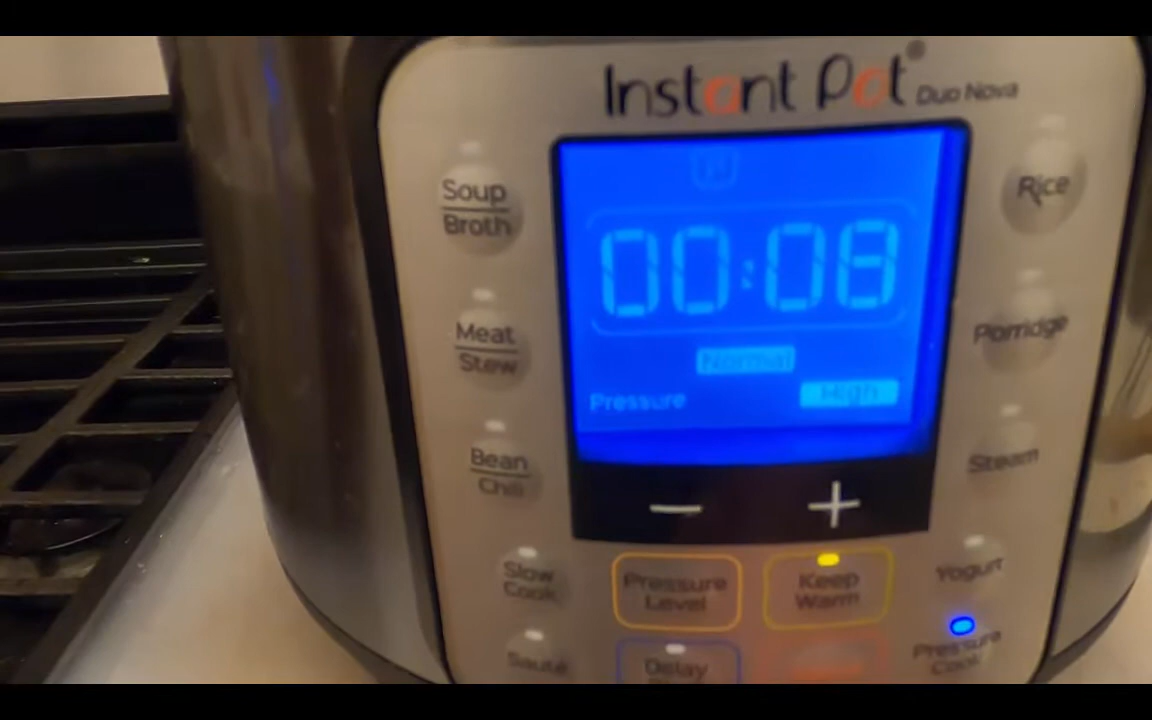 Instant Pot Duo Nova
Soup
Broth
Rice
00:08
Meat
Stew
Porridge
Normal
Pressure High
Bean
Chili
Steam
− +
Slow
Cook
Pressure
Level
Keep
Warm
Yogurt
Sauté
Delay
Pressure
Cook